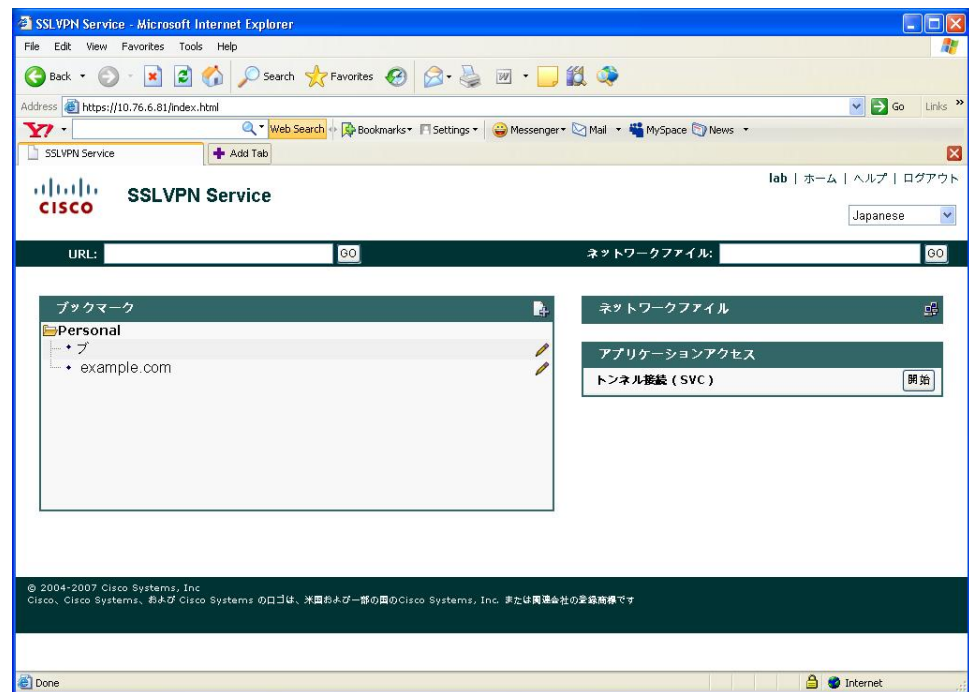 SSLVPN Service - Microsoft Internet Explorer
File Edit View Favorites Tools Help
Back Search Favorites
Address https://10.76.6.81/index.html Go Links »
Y! Web Search Bookmarks Settings Messenger Mail MySpace News
SSLVPN Service Add Tab
lab | ホーム | ヘルプ | ログアウト
CISCO SSLVPN Service
Japanese
URL: GO ネットワークファイル: GO
ブックマーク
Personal
ブ
example.com
ネットワークファイル
アプリケーションアクセス
トンネル接続 (SVC) 開始
© 2004-2007 Cisco Systems, Inc
Cisco、Cisco Systems、および Cisco Systems のロゴは、米国および一部の国のCisco Systems, Inc. または関連会社の登録商標です
Done Internet